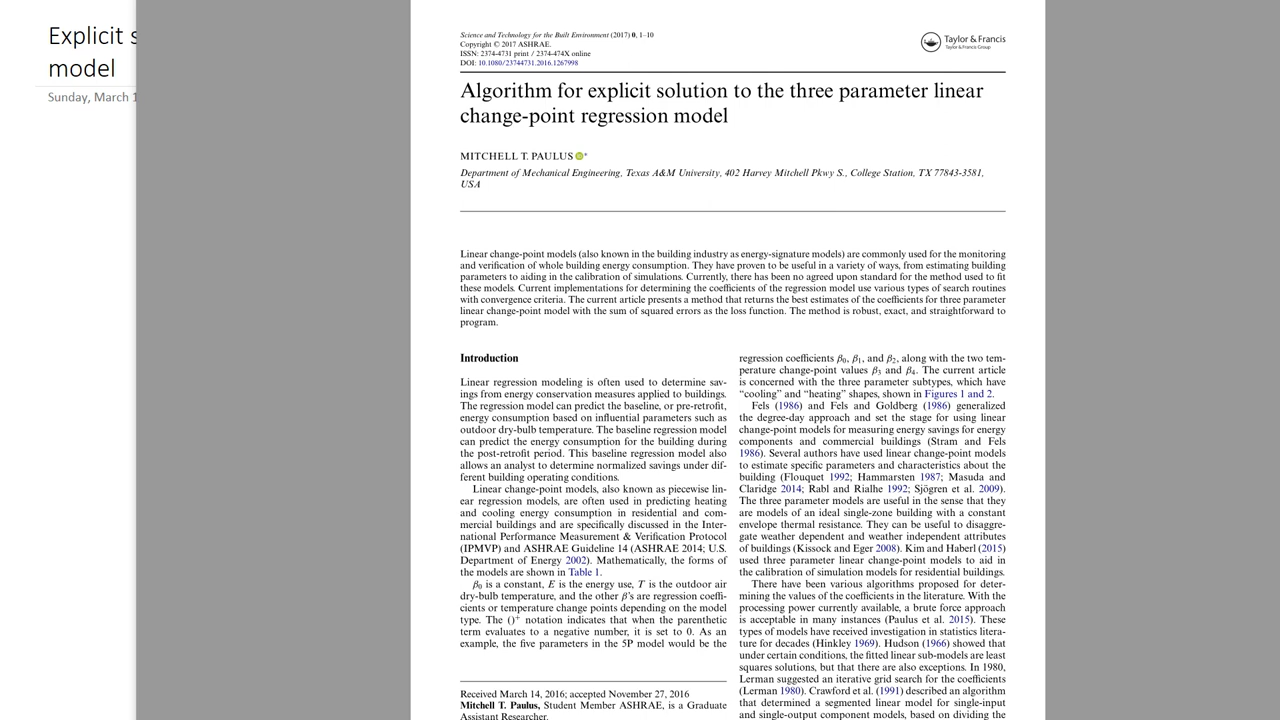 Explicit s
model
Sunday, March 1
Science and Technology for the Built Environment (2017) 0, 1–10
Copyright © 2017 ASHRAE.
ISSN: 2374-4731 print / 2374-474X online
DOI: 10.1080/23744731.2016.1267998
Taylor & Francis
Taylor & Francis Group
Algorithm for explicit solution to the three parameter linear
change-point regression model
MITCHELL T. PAULUS *
Department of Mechanical Engineering, Texas A&M University, 402 Harvey Mitchell Pkwy S., College Station, TX 77843-3581,
USA
Linear change-point models (also known in the building industry as energy-signature models) are commonly used for the monitoring
and verification of whole building energy consumption. They have proven to be useful in a variety of ways, from estimating building
parameters to aiding in the calibration of simulations. Currently, there has been no agreed upon standard for the method used to fit
these models. Current implementations for determining the coefficients of the regression model use various types of search routines
with convergence criteria. The current article presents a method that returns the best estimates of the coefficients for three parameter
linear change-point model with the sum of squared errors as the loss function. The method is robust, exact, and straightforward to
program.
Introduction
Linear regression modeling is often used to determine sav-
ings from energy conservation measures applied to buildings.
The regression model can predict the baseline, or pre-retrofit,
energy consumption based on influential parameters such as
outdoor dry-bulb temperature. The baseline regression model
can predict the energy consumption for the building during
the post-retrofit period. This baseline regression model also
allows an analyst to determine normalized savings under dif-
ferent building operating conditions.
Linear change-point models, also known as piecewise lin-
ear regression models, are often used in predicting heating
and cooling energy consumption in residential and com-
mercial buildings and are specifically discussed in the Inter-
national Performance Measurement & Verification Protocol
(IPMVP) and ASHRAE Guideline 14 (ASHRAE 2014; U.S.
Department of Energy 2002). Mathematically, the forms of
the models are shown in Table 1.
β₀ is a constant, E is the energy use, T is the outdoor air
dry-bulb temperature, and the other β's are regression coeffi-
cients or temperature change points depending on the model
type. The ()⁺ notation indicates that when the parenthetic
term evaluates to a negative number, it is set to 0. As an
example, the five parameters in the 5P model would be the
Received March 14, 2016; accepted November 27, 2016
Mitchell T. Paulus, Student Member ASHRAE, is a Graduate
Assistant Researcher.
regression coefficients β₀, β₁, and β₂, along with the two tem-
perature change-point values β₃ and β₄. The current article
is concerned with the three parameter subtypes, which have
“cooling” and “heating” shapes, shown in Figures 1 and 2.
Fels (1986) and Fels and Goldberg (1986) generalized
the degree-day approach and set the stage for using linear
change-point models for measuring energy savings for energy
components and commercial buildings (Stram and Fels
1986). Several authors have used linear change-point models
to estimate specific parameters and characteristics about the
building (Flouquet 1992; Hammarsten 1987; Masuda and
Claridge 2014; Rabl and Rialhe 1992; Sjögren et al. 2009).
The three parameter models are useful in the sense that they
are models of an ideal single-zone building with a constant
envelope thermal resistance. They can be useful to disaggre-
gate weather dependent and weather independent attributes
of buildings (Kissock and Eger 2008). Kim and Haberl (2015)
used three parameter linear change-point models to aid in
the calibration of simulation models for residential buildings.
There have been various algorithms proposed for deter-
mining the values of the coefficients in the literature. With the
processing power currently available, a brute force approach
is acceptable in many instances (Paulus et al. 2015). These
types of models have received investigation in statistics litera-
ture for decades (Hinkley 1969). Hudson (1966) showed that
under certain conditions, the fitted linear sub-models are least
squares solutions, but that there are also exceptions. In 1980,
Lerman suggested an iterative grid search for the coefficients
(Lerman 1980). Crawford et al. (1991) described an algorithm
that determined a segmented linear model for single-input
and single-output component models, based on dividing the